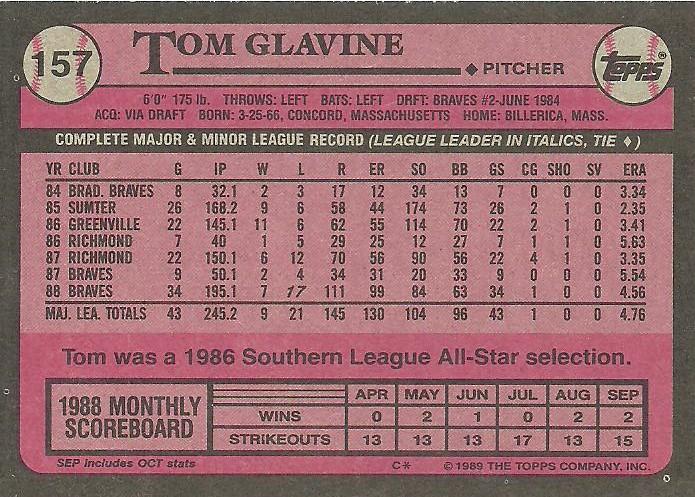 157
TOM GLAVINE
◆ PITCHER
TOPPS®
6'0" 175 lb. THROWS: LEFT BATS: LEFT DRFT: BRAVES #2-JUNE 1984
ACQ: VIA DRAFT BORN: 3-25-66, CONCORD, MASSACHUSETTS HOME: BILLERICA, MASS.
COMPLETE MAJOR & MINOR LEAGUE RECORD (LEAGUE LEADER IN ITALICS, TIE ♦)
YR CLUB G IP W L R ER SO BB GS CG SHO SV ERA
84 BRAD. BRAVES 8 32.1 2 3 17 12 34 13 7 0 0 0 3.34
85 SUMTER 26 168.2 9 6 58 44 174 73 26 2 1 0 2.35
86 GREENVILLE 22 145.1 11 6 62 55 114 70 22 2 1 0 3.41
86 RICHMOND 7 40 1 5 29 25 12 27 7 1 1 0 5.63
87 RICHMOND 22 150.1 6 12 70 56 90 56 22 4 1 0 3.35
87 BRAVES 9 50.1 2 4 34 31 20 33 9 0 0 0 5.54
88 BRAVES 34 195.1 7 17 111 99 84 63 34 1 0 0 4.56
MAJ. LEA. TOTALS 43 245.2 9 21 145 130 104 96 43 1 0 0 4.76
Tom was a 1986 Southern League All-Star selection.
1988 MONTHLY SCOREBOARD
APR MAY JUN JUL AUG SEP
WINS 0 2 1 0 2 2
STRIKEOUTS 13 13 13 17 13 15
SEP includes OCT stats C* © 1989 THE TOPPS COMPANY, INC.